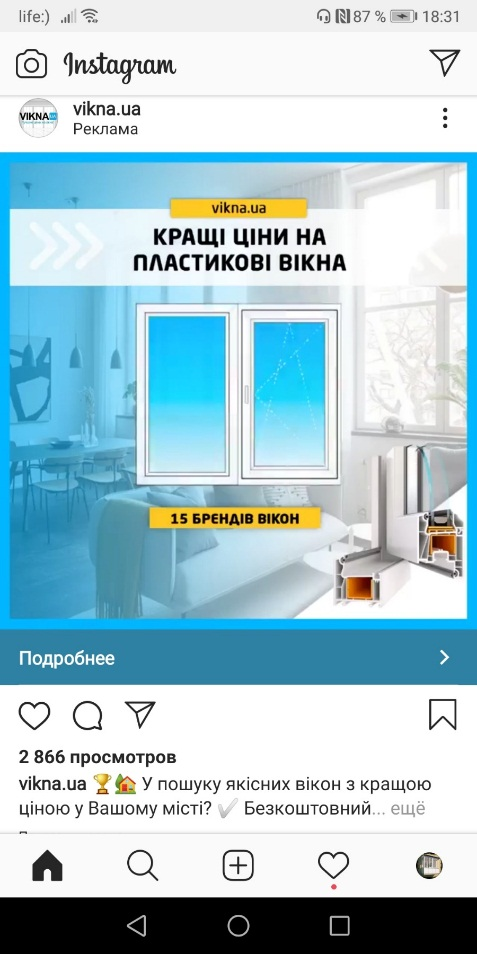 life:) 87 % 18:31
Instagram
VIKNA
vikna.ua
Реклама
vikna.ua
КРАЩІ ЦІНИ НА
ПЛАСТИКОВІ ВІКНА
15 БРЕНДІВ ВІКОН
Подробнее
2 866 просмотров
vikna.ua 🏆🏡 У пошуку якісних вікон з кращою
ціною у Вашому місті? ✔ Безкоштовний... ещё